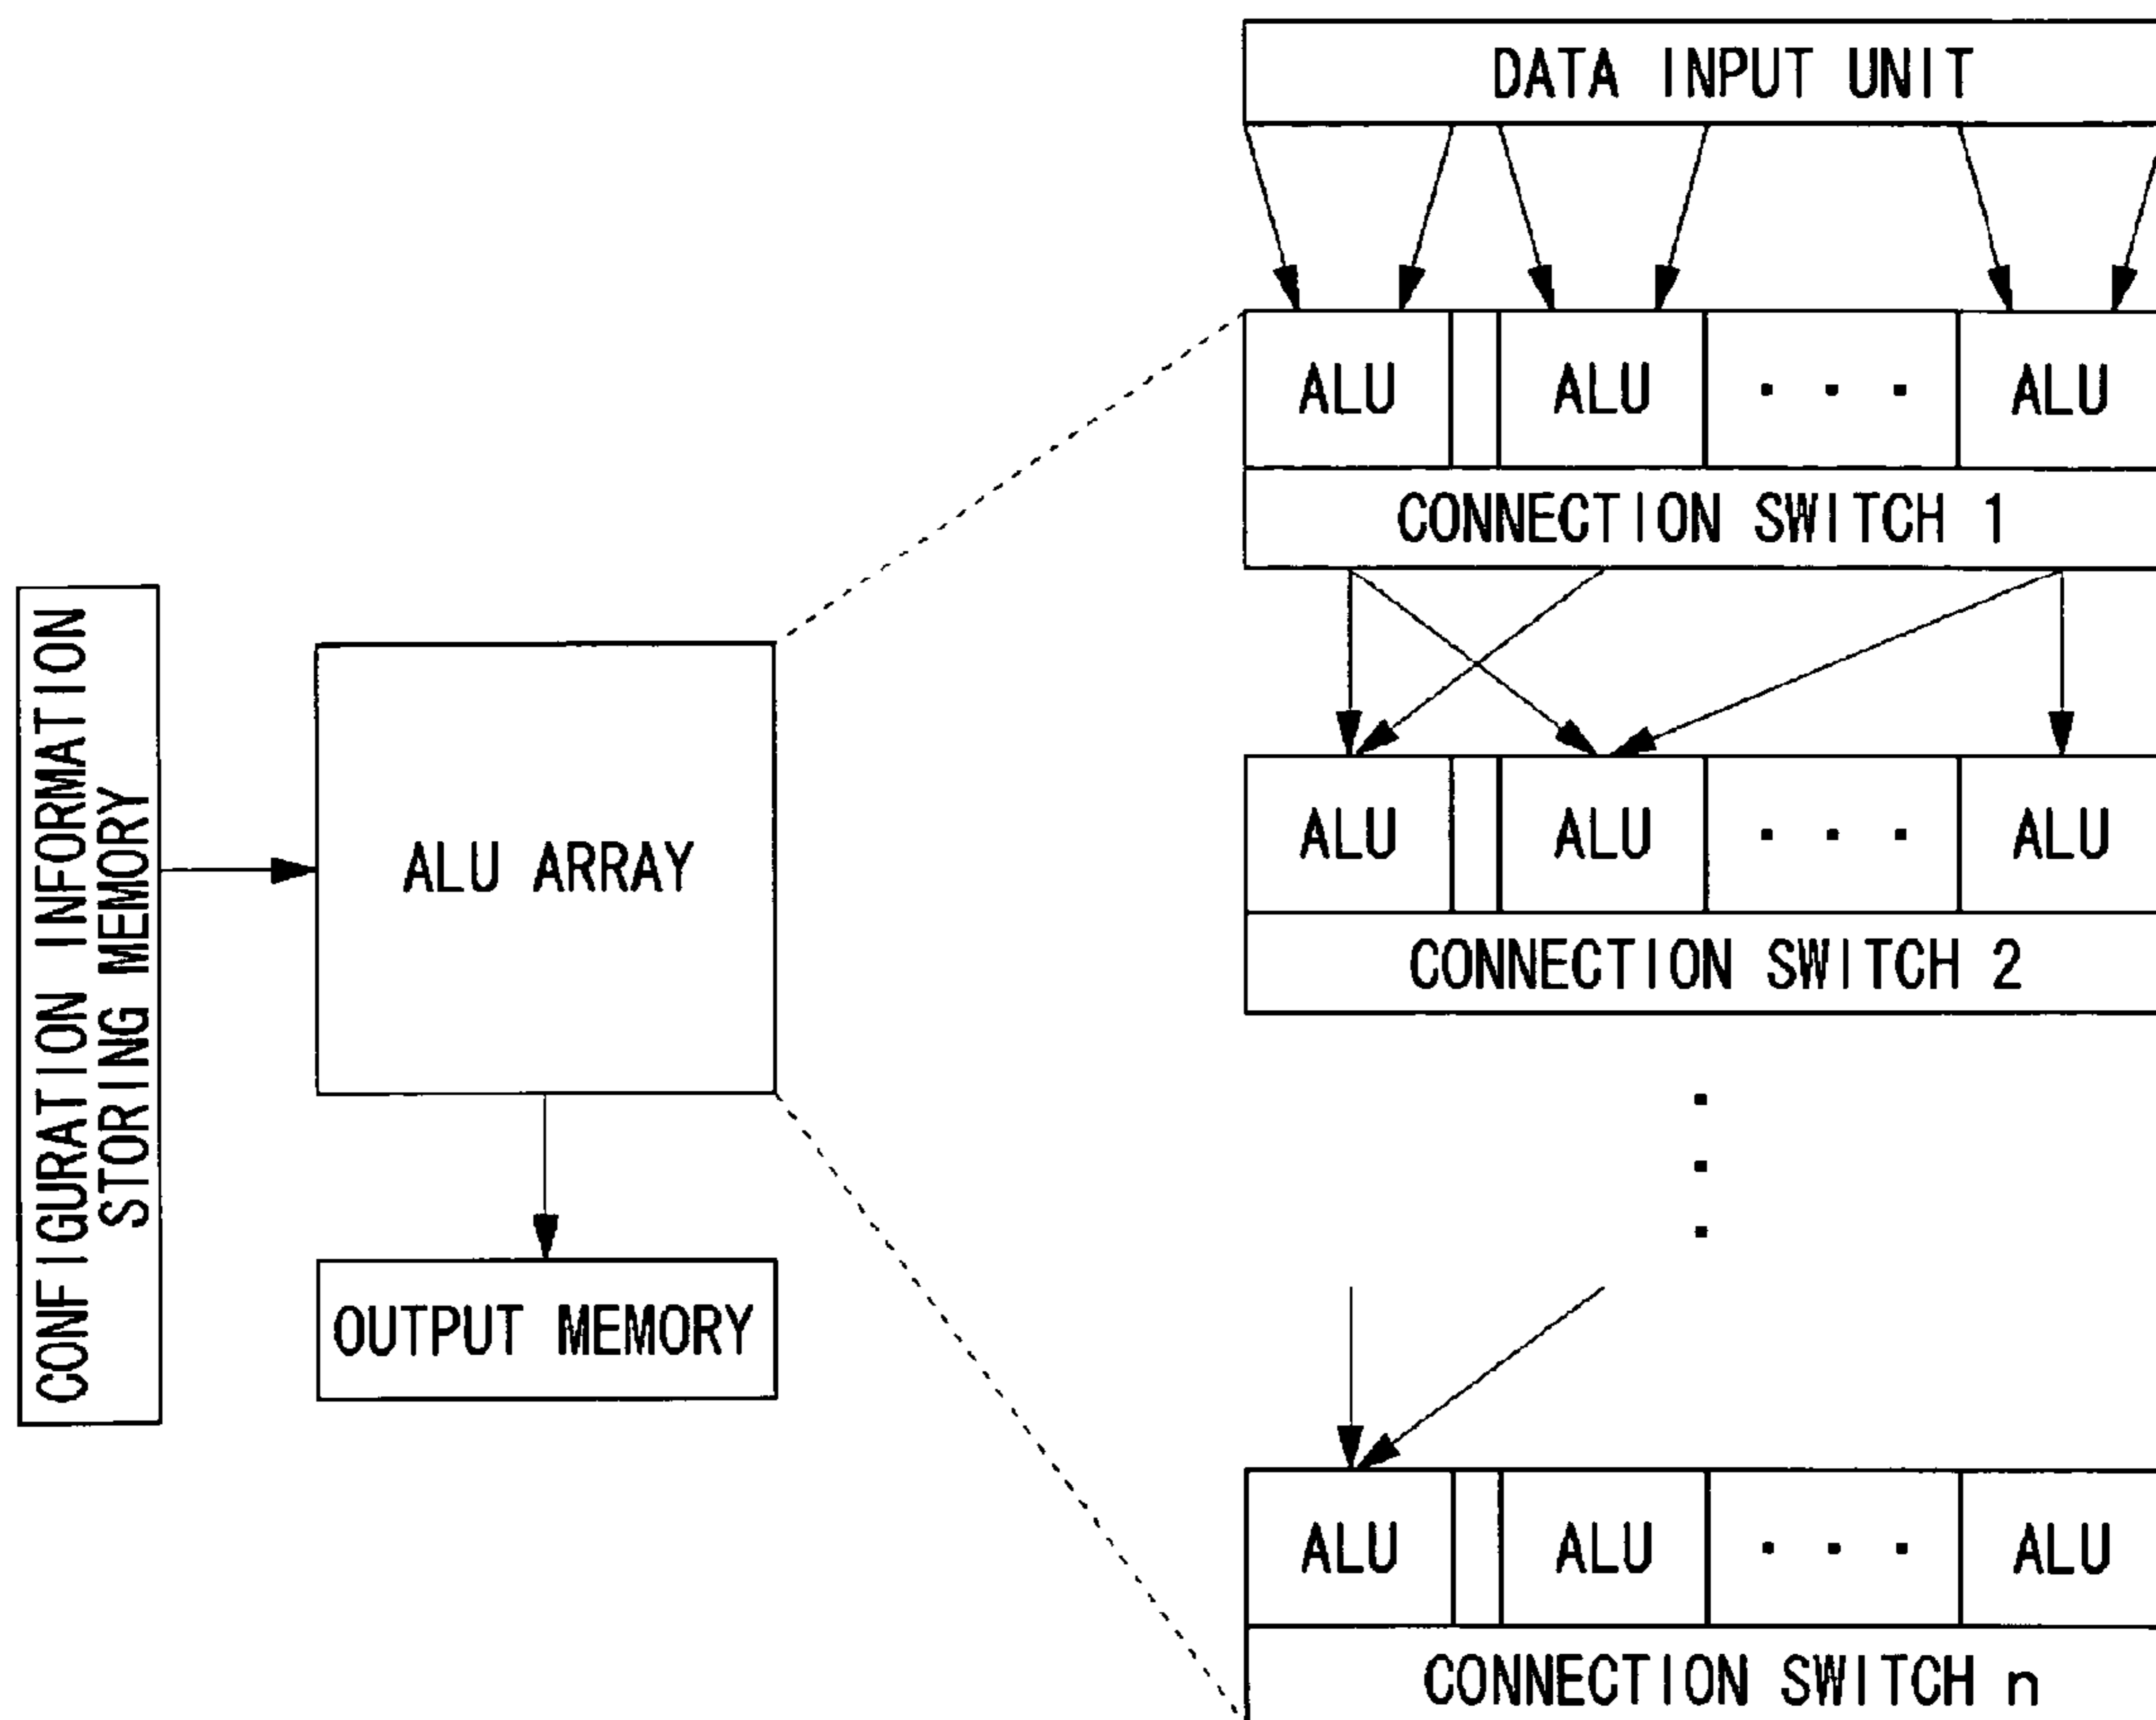 CONFIGURATION INFORMATION
STORING MEMORY
ALU ARRAY
OUTPUT MEMORY
DATA INPUT UNIT
ALU ALU · · · ALU
CONNECTION SWITCH 1
ALU ALU · · · ALU
CONNECTION SWITCH 2
ALU ALU · · · ALU
CONNECTION SWITCH n